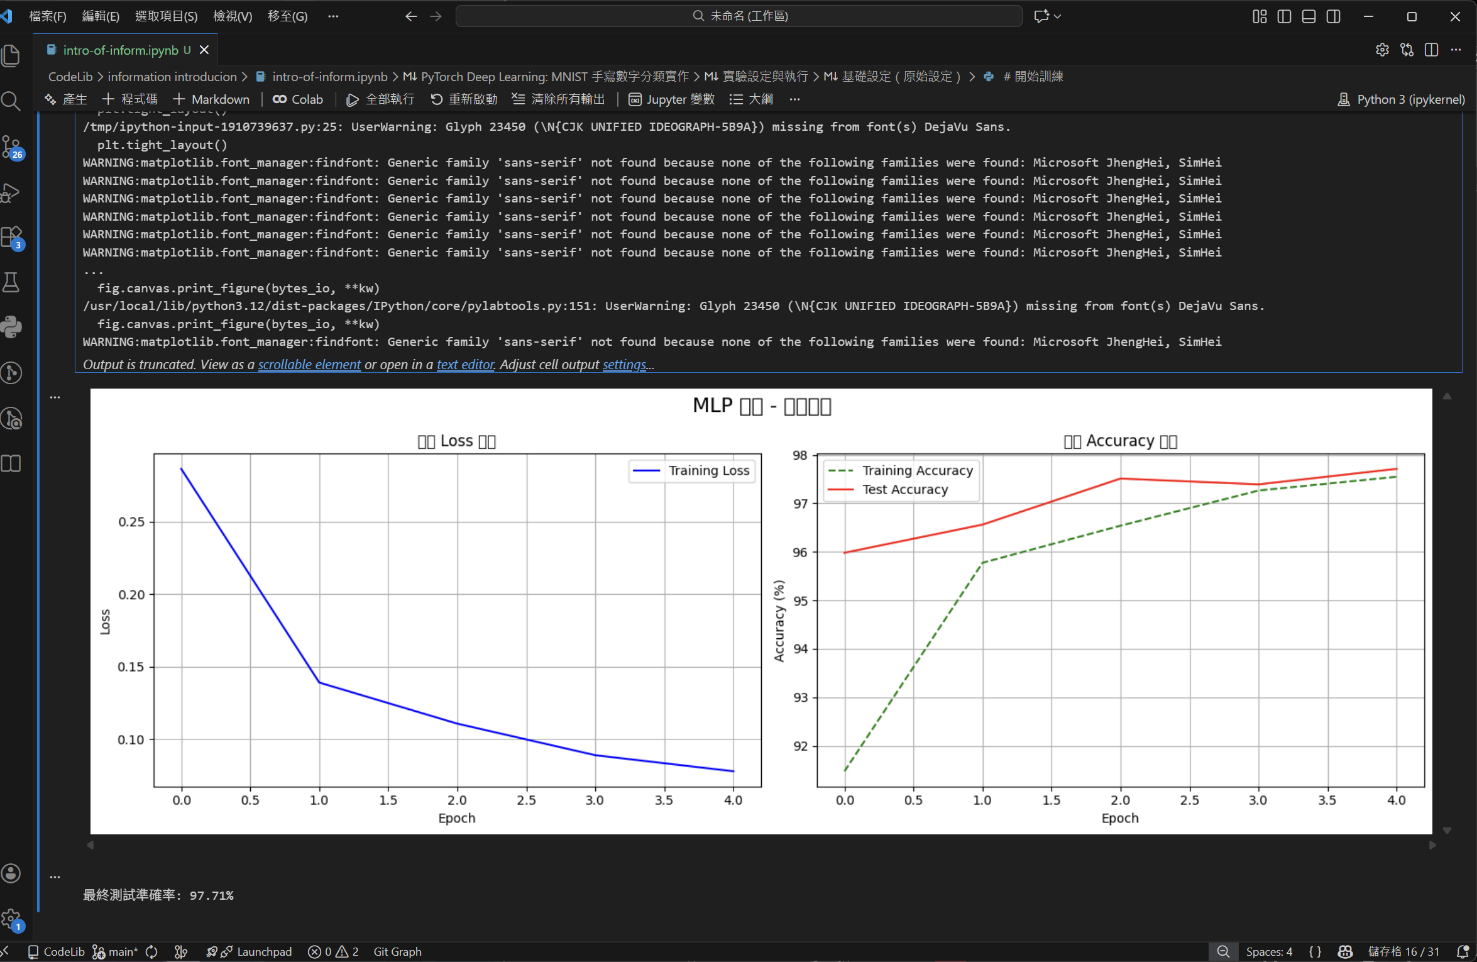 檔案(F) 編輯(E) 選取項目(S) 檢視(V) 移至(G) ··· 未命名 (工作區)
intro-of-inform.ipynb U
CodeLib > information introducion > intro-of-inform.ipynb > M↓ PyTorch Deep Learning: MNIST 手寫數字分類實作 > M↓ 實驗設定與執行 > M↓ 基礎設定 ( 原始設定 ) > # 開始訓練
產生 + 程式碼 + Markdown | Colab | 全部執行 重新啟動 清除所有輸出 | Jupyter 變數 大綱 ··· Python 3 (ipykernel)
plt.tight_layout()
/tmp/ipython-input-1910739637.py:25: UserWarning: Glyph 23450 (\N{CJK UNIFIED IDEOGRAPH-5B9A}) missing from font(s) DejaVu Sans.
plt.tight_layout()
WARNING:matplotlib.font_manager:findfont: Generic family 'sans-serif' not found because none of the following families were found: Microsoft JhengHei, SimHei
WARNING:matplotlib.font_manager:findfont: Generic family 'sans-serif' not found because none of the following families were found: Microsoft JhengHei, SimHei
WARNING:matplotlib.font_manager:findfont: Generic family 'sans-serif' not found because none of the following families were found: Microsoft JhengHei, SimHei
WARNING:matplotlib.font_manager:findfont: Generic family 'sans-serif' not found because none of the following families were found: Microsoft JhengHei, SimHei
WARNING:matplotlib.font_manager:findfont: Generic family 'sans-serif' not found because none of the following families were found: Microsoft JhengHei, SimHei
WARNING:matplotlib.font_manager:findfont: Generic family 'sans-serif' not found because none of the following families were found: Microsoft JhengHei, SimHei
...
fig.canvas.print_figure(bytes_io, **kw)
/usr/local/lib/python3.12/dist-packages/IPython/core/pylabtools.py:151: UserWarning: Glyph 23450 (\N{CJK UNIFIED IDEOGRAPH-5B9A}) missing from font(s) DejaVu Sans.
fig.canvas.print_figure(bytes_io, **kw)
WARNING:matplotlib.font_manager:findfont: Generic family 'sans-serif' not found because none of the following families were found: Microsoft JhengHei, SimHei
Output is truncated. View as a scrollable element or open in a text editor. Adjust cell output settings...
MLP □□ - □□□□
□□ Loss □□
Training Loss
0.25
0.20
0.15
0.10
Loss
0.0 0.5 1.0 1.5 2.0 2.5 3.0 3.5 4.0
Epoch
□□ Accuracy □□
Training Accuracy
Test Accuracy
98
97
96
95
94
93
92
Accuracy (%)
0.0 0.5 1.0 1.5 2.0 2.5 3.0 3.5 4.0
Epoch
最終測試準確率: 97.71%
26
3
1
CodeLib main* Launchpad 0 2 Git Graph Spaces: 4 { } 儲存格 16 / 31